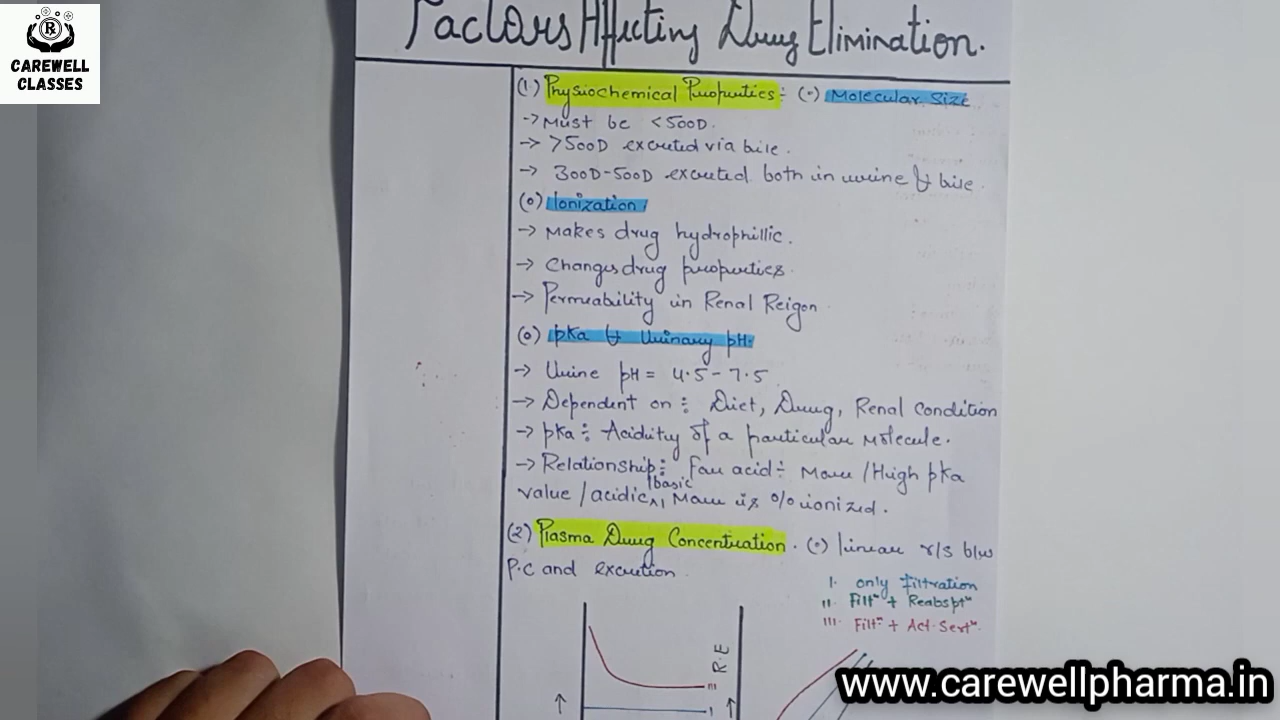 Rx
CAREWELL
CLASSES
Factors Affecting Drug Elimination.
(1) Physiochemical Properties: (•) Molecular Size
→ Must be <500D.
→ >500D excreted via bile.
→ 300D-500D excreted both in urine & bile.
(o) Ionization
→ Makes drug hydrophillic.
→ Changes drug properties.
→ Permeability in Renal Reigon
(o) pKa & Urinary pH.
→ Urine pH = 4.5-7.5
→ Dependent on : Diet, Drug, Renal Condition
→ pKa : Acidity of a particular Molecule.
→ Relationship: For acid: More / High pKa
value / acidic / basic More is % ionized.
(2) Plasma Drug Concentration. (•) linear r/s b/w
P.C and excretion.
I. only filtration
II. Filtⁿ + Reabsptⁿ
III. Filtⁿ + Act. Secrtⁿ.
III
I
↑
R.E
↑
www.carewellpharma.in